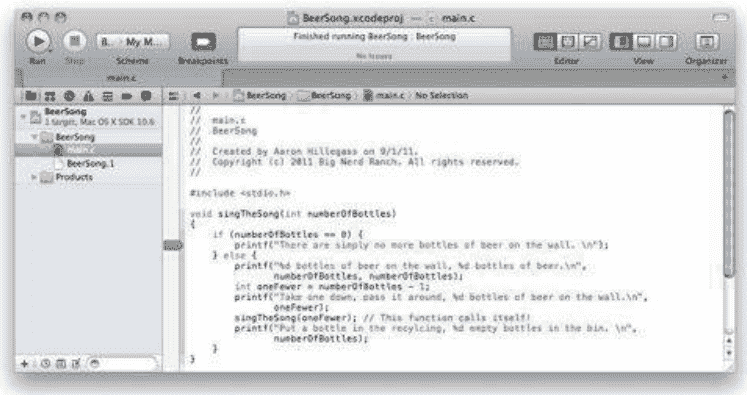 BeerSong.xcodeproj — c main.c
Finished running BeerSong : BeerSong
No Issues
B... My M...
Run Stop Scheme Breakpoints Editor View Organizer
main.c
BeerSong BeerSong main.c No Selection
BeerSong
1 target, Mac OS X SDK 10.6
BeerSong
main.c
BeerSong.1
Products
//
// main.c
// BeerSong
//
// Created by Aaron Hillegass on 9/1/11.
// Copyright (c) 2011 Big Nerd Ranch. All rights reserved.
//
#include <stdio.h>
void singTheSong(int numberOfBottles)
{
if (numberOfBottles == 0) {
printf("There are simply no more bottles of beer on the wall. \n");
} else {
printf("%d bottles of beer on the wall, %d bottles of beer.\n",
numberOfBottles, numberOfBottles);
int oneFewer = numberOfBottles - 1;
printf("Take one down, pass it around, %d bottles of beer on the wall.\n",
oneFewer);
singTheSong(oneFewer); // This function calls itself!
printf("Put a bottle in the recylcing, %d empty bottles in the bin. \n",
numberOfBottles);
}
}